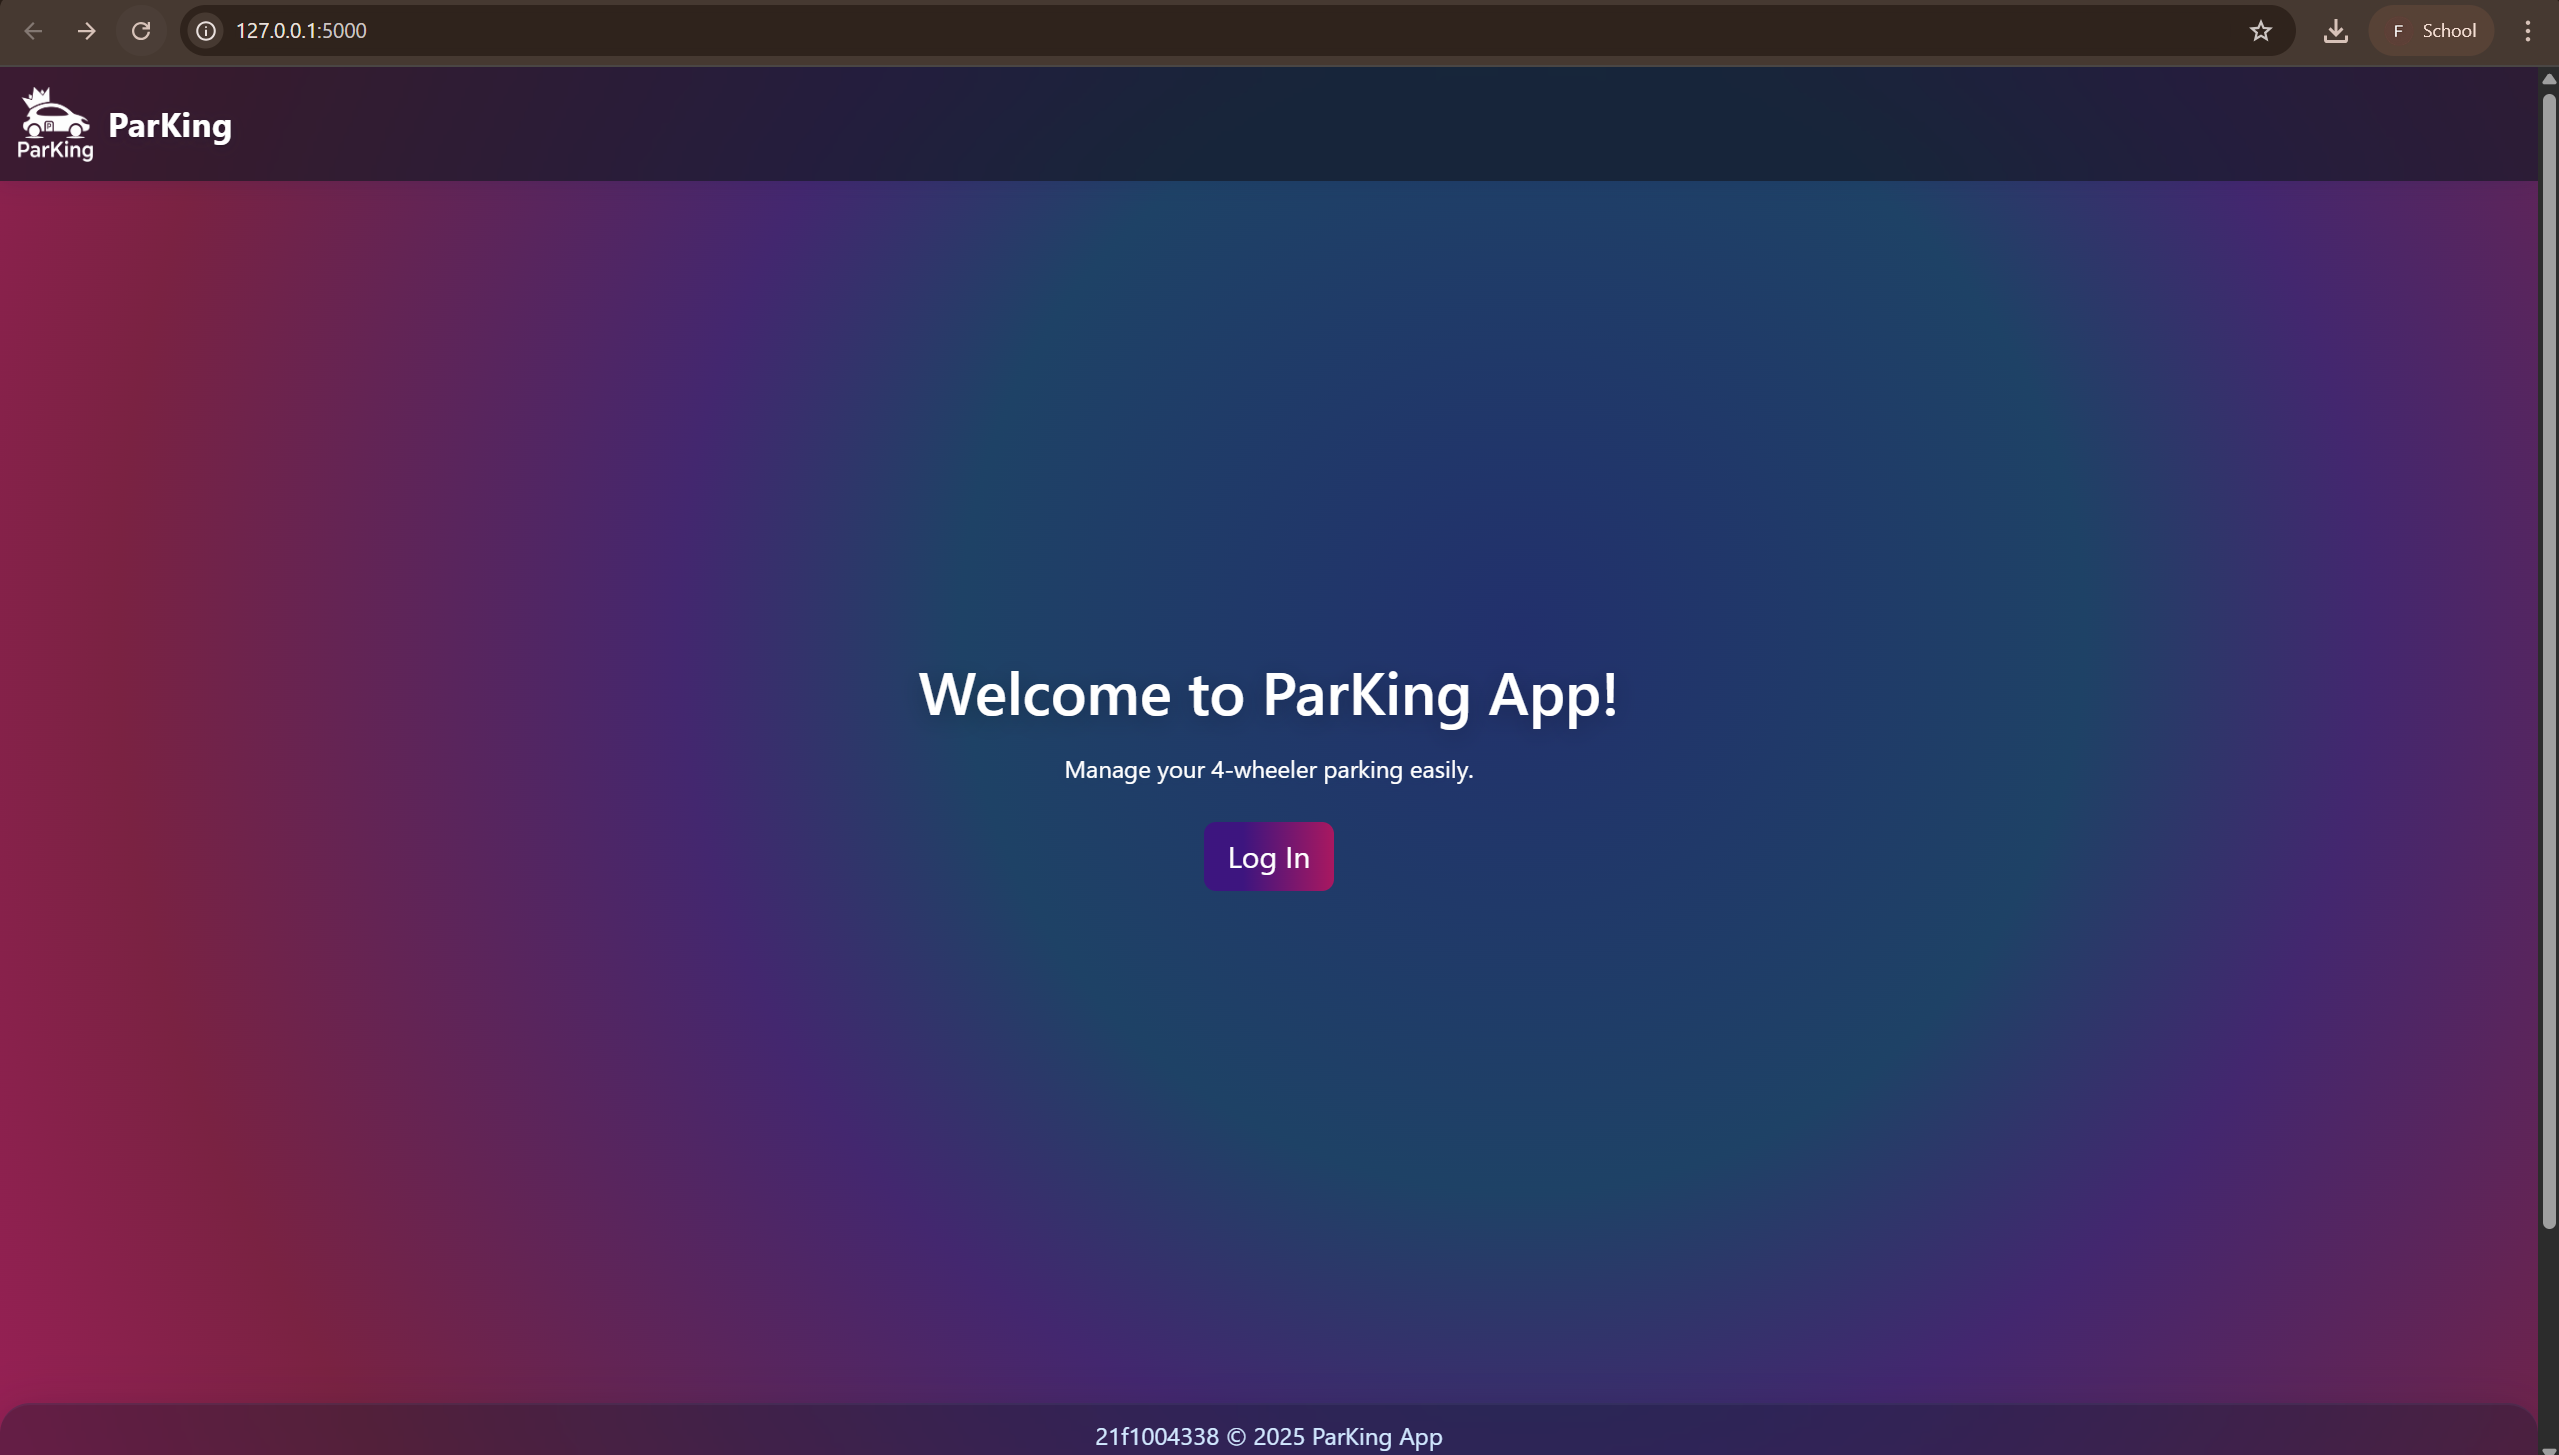 127.0.0.1:5000
F School
P
ParKing
ParKing
Welcome to ParKing App!
Manage your 4-wheeler parking easily.
Log In
21f1004338 © 2025 ParKing App